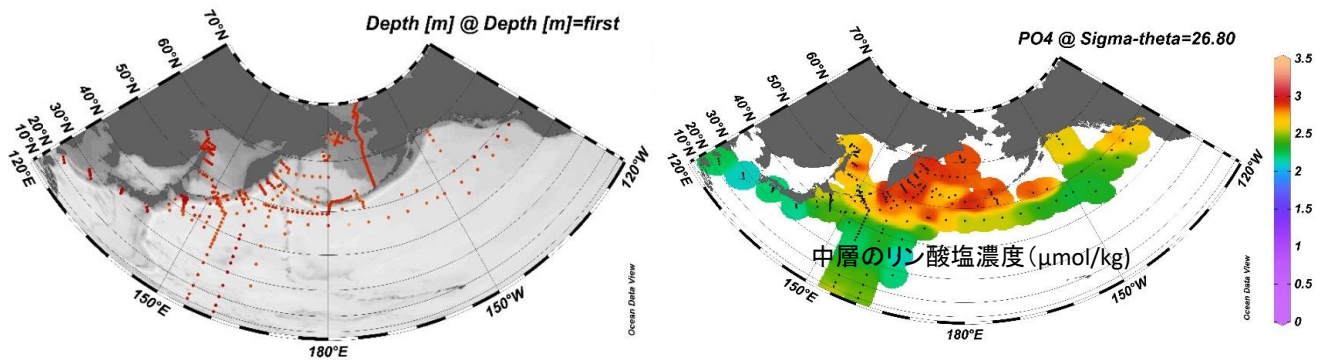 Depth [m] @ Depth [m]=first
70°N
60°N
50°N
40°N
30°N
20°N
10°N
120°E
150°E
180°E
150°W
120°W
Ocean Data View
PO4 @ Sigma-theta=26.80
70°N
60°N
50°N
40°N
30°N
20°N
10°N
120°E
150°E
180°E
150°W
120°W
中層のリン酸塩濃度(μmol/kg)
Ocean Data View
3.5
3
2.5
2
1.5
1
0.5
0